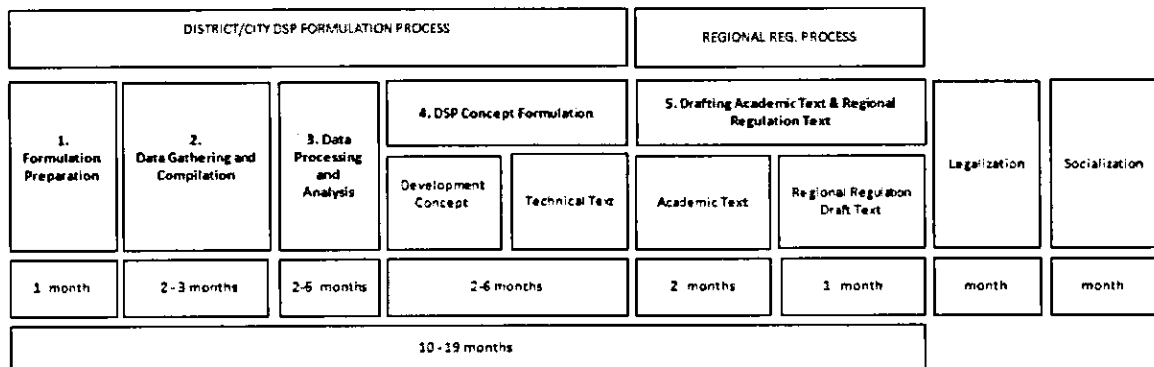 DISTRICT/CITY DSP FORMULATION PROCESS
REGIONAL REG. PROCESS
1.
Formulation
Preparation
2.
Data Gathering and
Compilation
3. Data
Processing
and
Analysis
4. DSP Concept Formulation
Development
Concept
Technical Text
5. Drafting Academic Text & Regional
Regulation Text
Academic Text
Regional Regulation
Draft Text
Legalization
Socialization
1 month
2 - 3 months
2-6 months
2-6 months
2 months
1 month
month
month
10 - 19 months